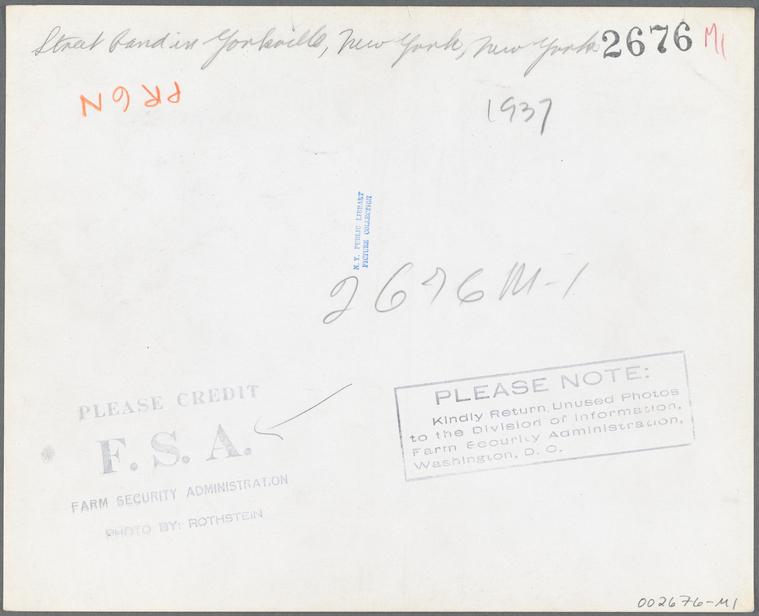 Street Band in Yorkville, New York, New York 2676 M1
PR6N
1937
N.Y. PUBLIC LIBRARY
PICTURE COLLECTION
2676M-1
PLEASE CREDIT
F. S. A.
FARM SECURITY ADMINISTRATION
PHOTO BY: ROTHSTEIN
PLEASE NOTE:
Kindly Return Unused Photos
to the Division of Information,
Farm Security Administration,
Washington, D. C.
002676-M1